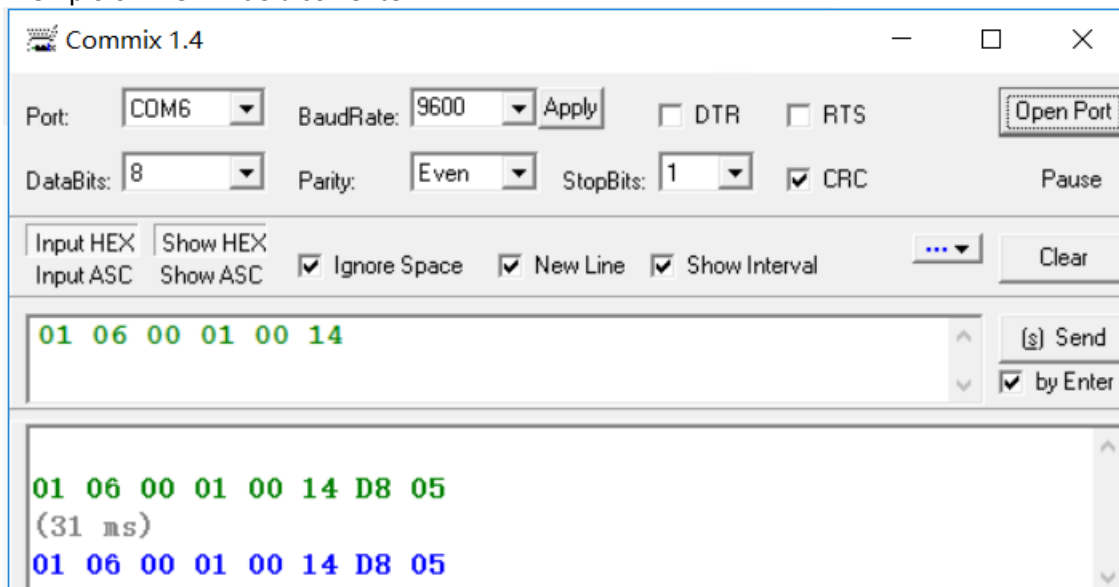 Commix 1.4
Port: COM6 BaudRate: 9600 Apply DTR RTS Open Port
DataBits: 8 Parity: Even StopBits: 1 CRC Pause
Input HEX Show HEX
Input ASC Show ASC Ignore Space New Line Show Interval ... Clear
01 06 00 01 00 14
(s) Send
by Enter
01 06 00 01 00 14 D8 05
(31 ms)
01 06 00 01 00 14 D8 05